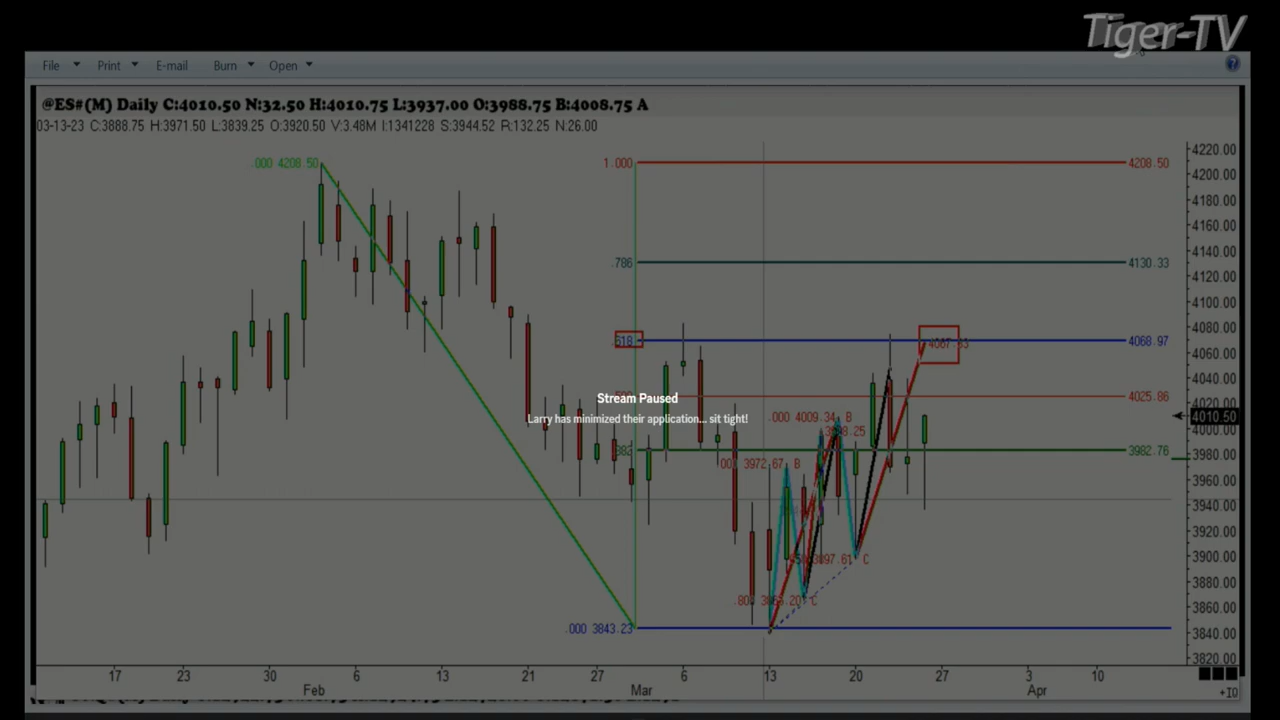 Tiger-TV
File Print E-mail Burn Open
@ES#(M) Daily C:4010.50 N:32.50 H:4010.75 L:3937.00 O:3988.75 B:4008.75 A
03-13-23 C:3888.75 H:3971.50 L:3839.25 O:3920.50 V:3.48M I:1341228 S:3944.52 R:132.25 N:26.00
4220.00
.000 4208.50 1.000 4208.50
4200.00
4180.00
4160.00
4140.00
.786 4130.33
4120.00
4100.00
4080.00
.618 4068.97
4060.00
4040.00
Stream Paused 4025.86
Larry has minimized their application... sit tight!
.000 4009.34 B 4010.50
4000.00
3982.76
3980.00
.000 3972.67 B
3960.00
3940.00
3920.00
3900.00
3897.61 C
3880.00
3860.00
.000 3843.23
3840.00
3820.00
17 23 30 6 13 21 27 6 13 20 27 3 10
Feb Mar Apr
+10